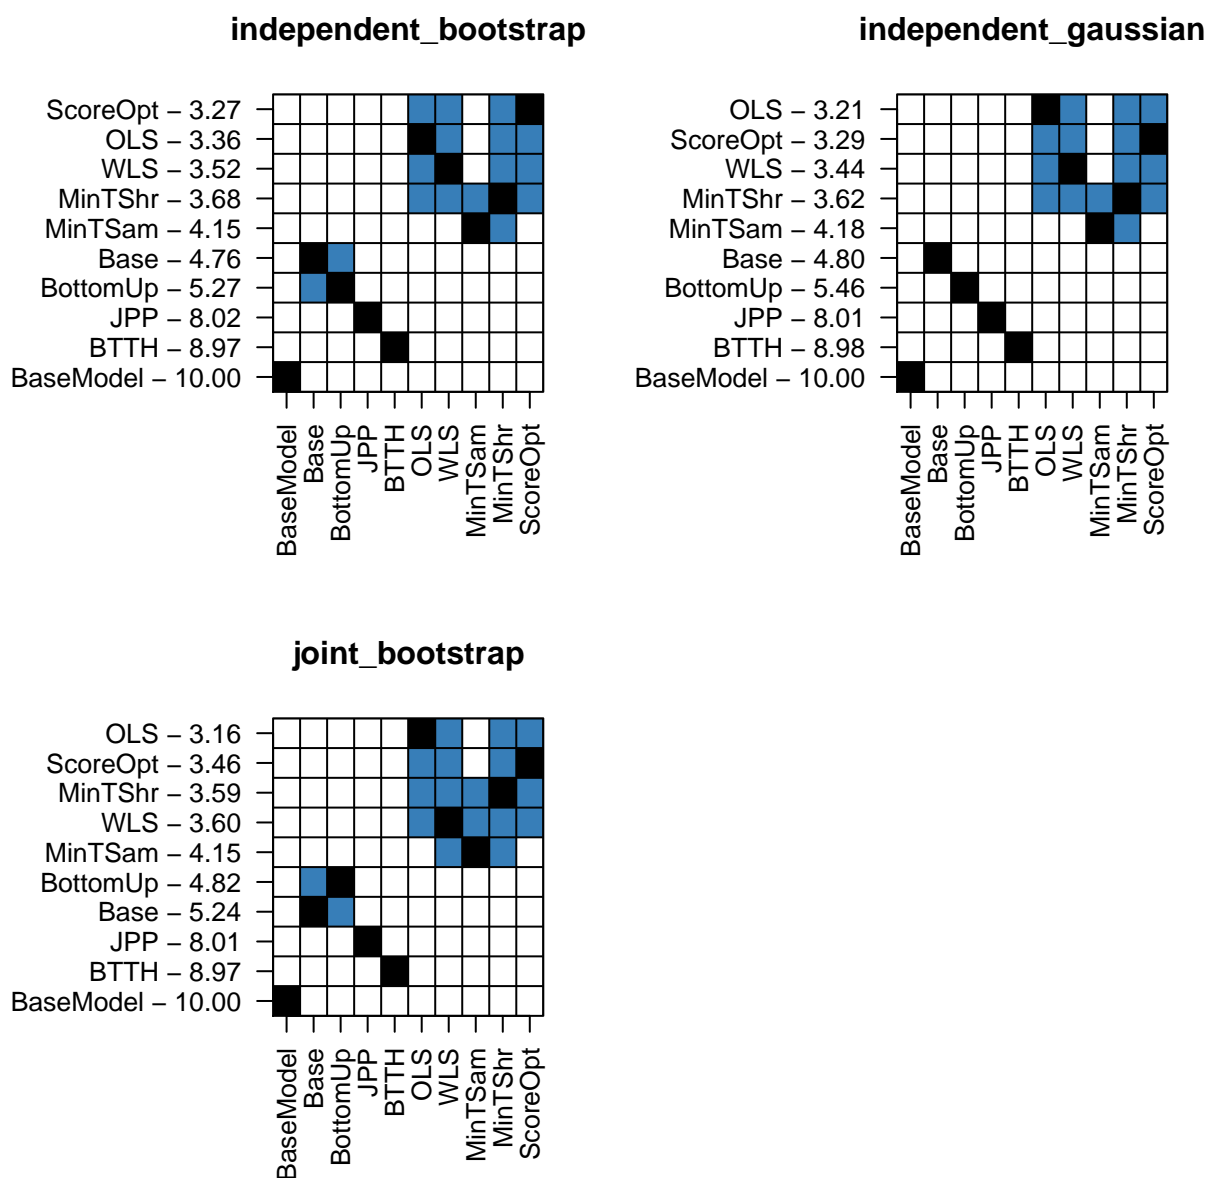 independent_bootstrap
ScoreOpt – 3.27
OLS – 3.36
WLS – 3.52
MinTShr – 3.68
MinTSam – 4.15
Base – 4.76
BottomUp – 5.27
JPP – 8.02
BTTH – 8.97
BaseModel – 10.00
BaseModel
Base
BottomUp
JPP
BTTH
OLS
WLS
MinTSam
MinTShr
ScoreOpt
independent_gaussian
OLS – 3.21
ScoreOpt – 3.29
WLS – 3.44
MinTShr – 3.62
MinTSam – 4.18
Base – 4.80
BottomUp – 5.46
JPP – 8.01
BTTH – 8.98
BaseModel – 10.00
BaseModel
Base
BottomUp
JPP
BTTH
OLS
WLS
MinTSam
MinTShr
ScoreOpt
joint_bootstrap
OLS – 3.16
ScoreOpt – 3.46
MinTShr – 3.59
WLS – 3.60
MinTSam – 4.15
BottomUp – 4.82
Base – 5.24
JPP – 8.01
BTTH – 8.97
BaseModel – 10.00
BaseModel
Base
BottomUp
JPP
BTTH
OLS
WLS
MinTSam
MinTShr
ScoreOpt